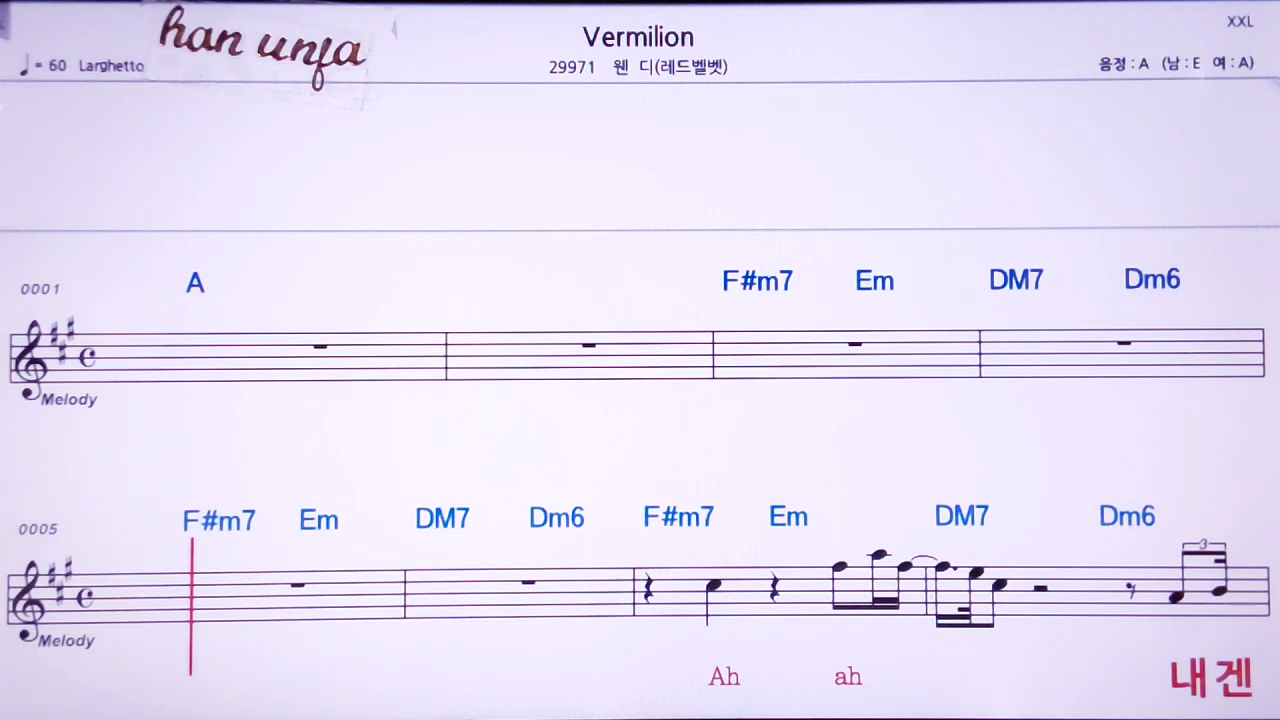 XXL
han unfa
Vermilion
♩ = 60 Larghetto
29971 웬 디(레드벨벳)
음정 : A (남 : E 여 : A)
0001
A F#m7 Em DM7 Dm6
Melody
0005
F#m7 Em DM7 Dm6 F#m7 Em DM7 Dm6
3
Melody
Ah ah 내 겐